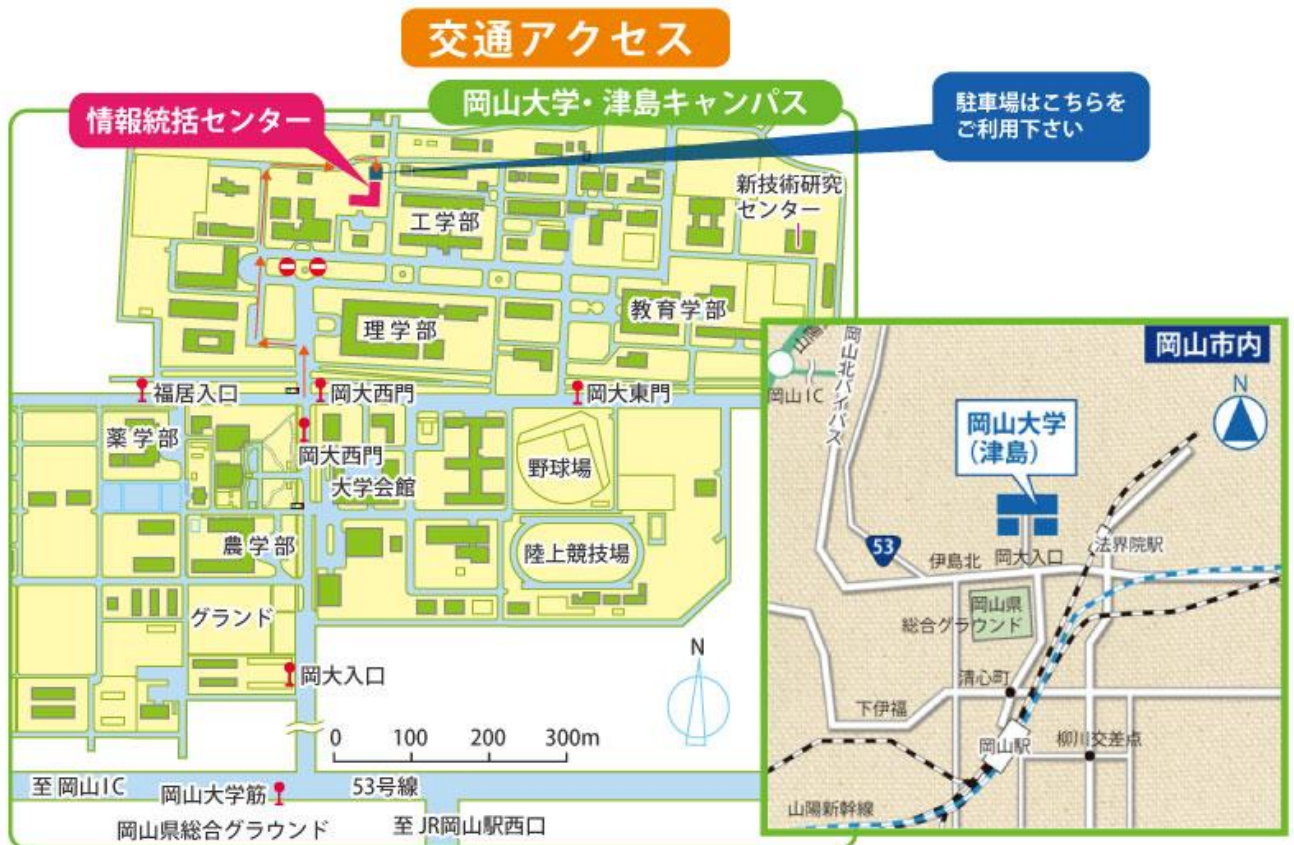 交通アクセス
岡山大学・津島キャンパス
情報統括センター
駐車場はこちらを
ご利用下さい
新技術研究
センター
工学部
教育学部
理学部
福居入口
岡大西門
岡大東門
薬学部
岡大西門
大学会館
野球場
農学部
陸上競技場
グランド
岡大入口
N
0 100 200 300m
至 岡山IC
岡山大学筋
53号線
岡山県総合グラウンド
至 JR岡山駅西口
岡山市内
山陽
岡山IC
岡山北バイパス
N
岡山大学
(津島)
53
伊島北
岡大入口
法界院駅
岡山県
総合グラウンド
清心町
下伊福
岡山駅
柳川交差点
山陽新幹線